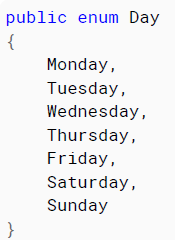 public enum Day
{
    Monday,
    Tuesday,
    Wednesday,
    Thursday,
    Friday,
    Saturday,
    Sunday
}